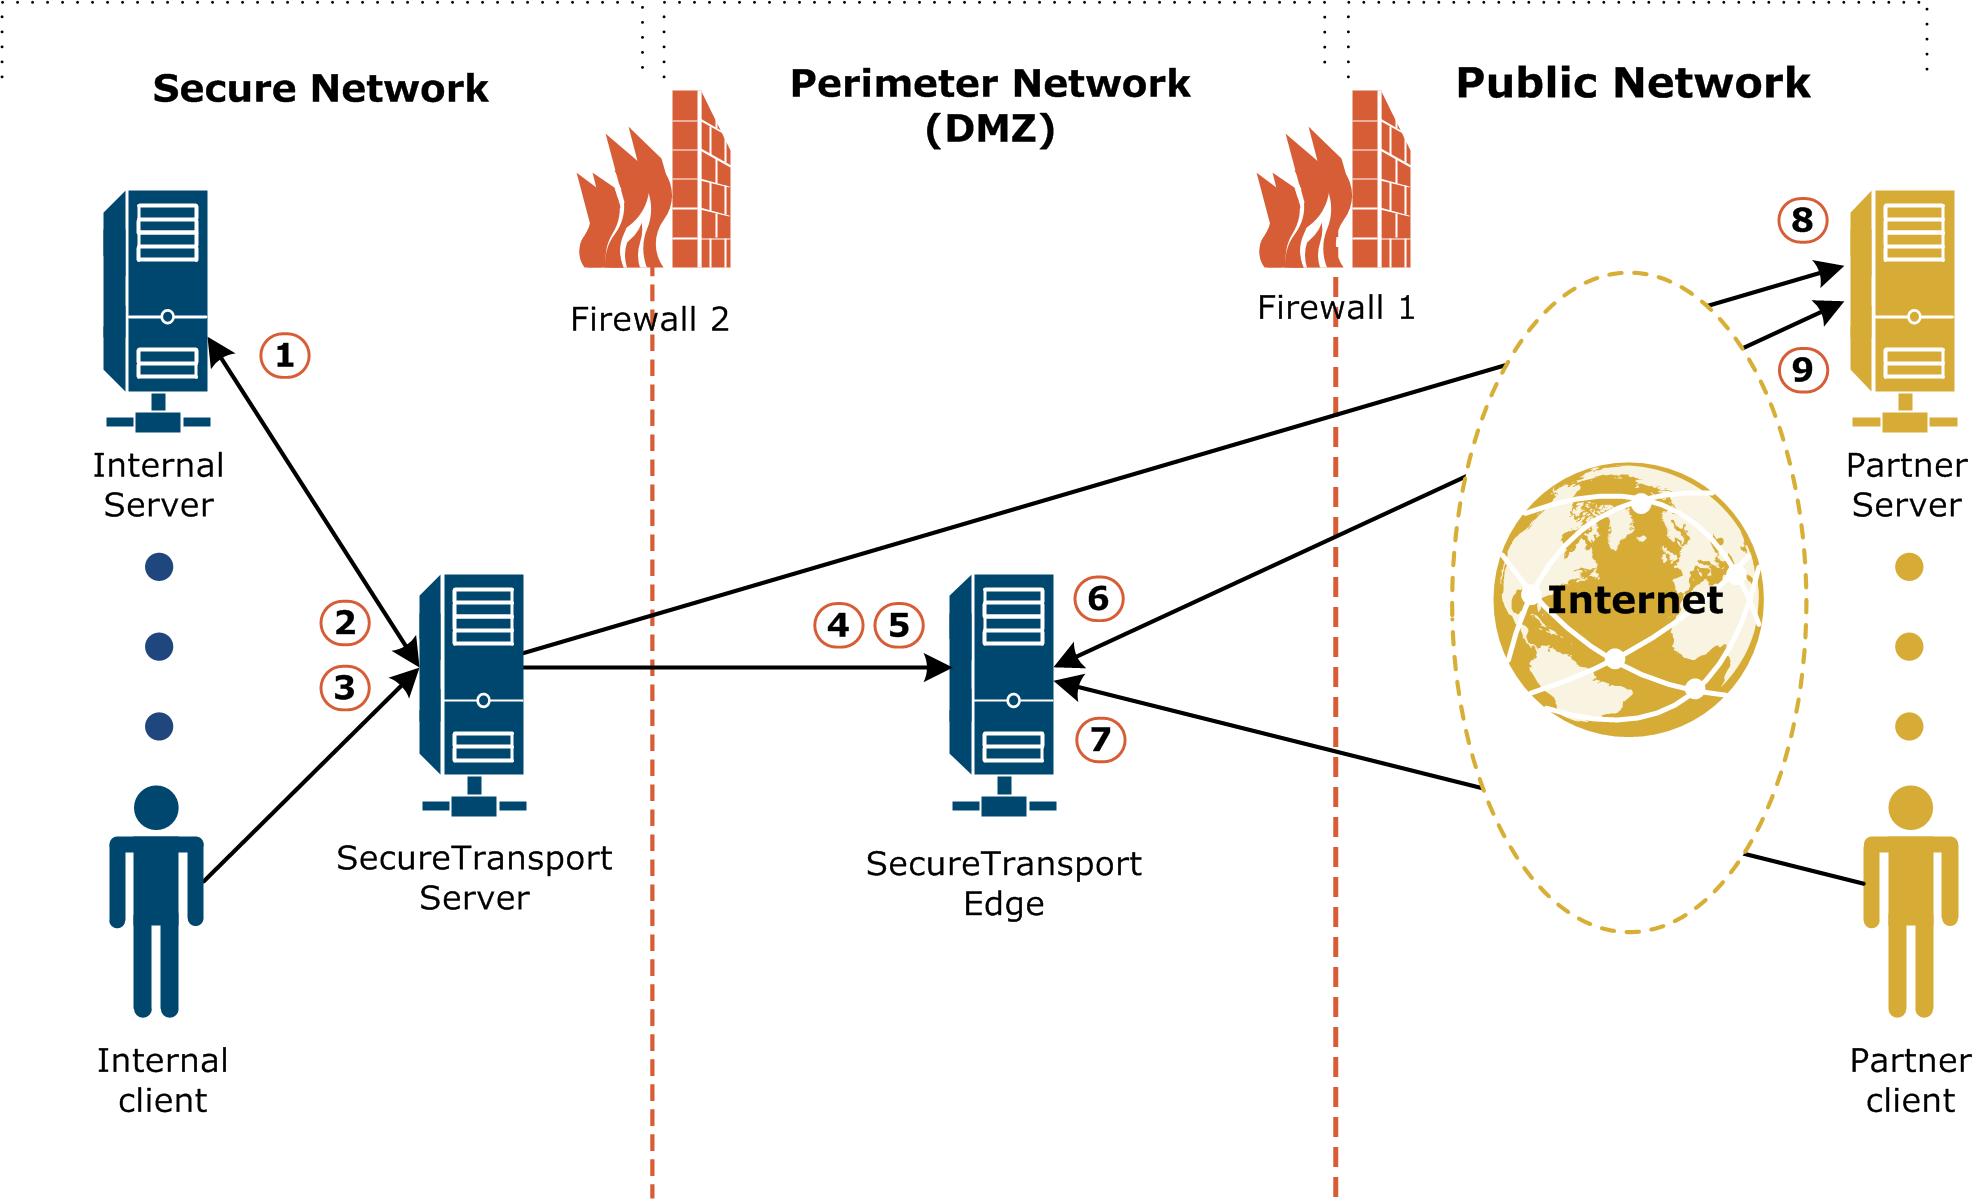 Secure Network
Perimeter Network
(DMZ)
Public Network
Firewall 2
Firewall 1
8
1
9
Internal
Server
Partner
Server
2
3
4
5
6
7
Internet
SecureTransport
Server
SecureTransport
Edge
Internal
client
Partner
client